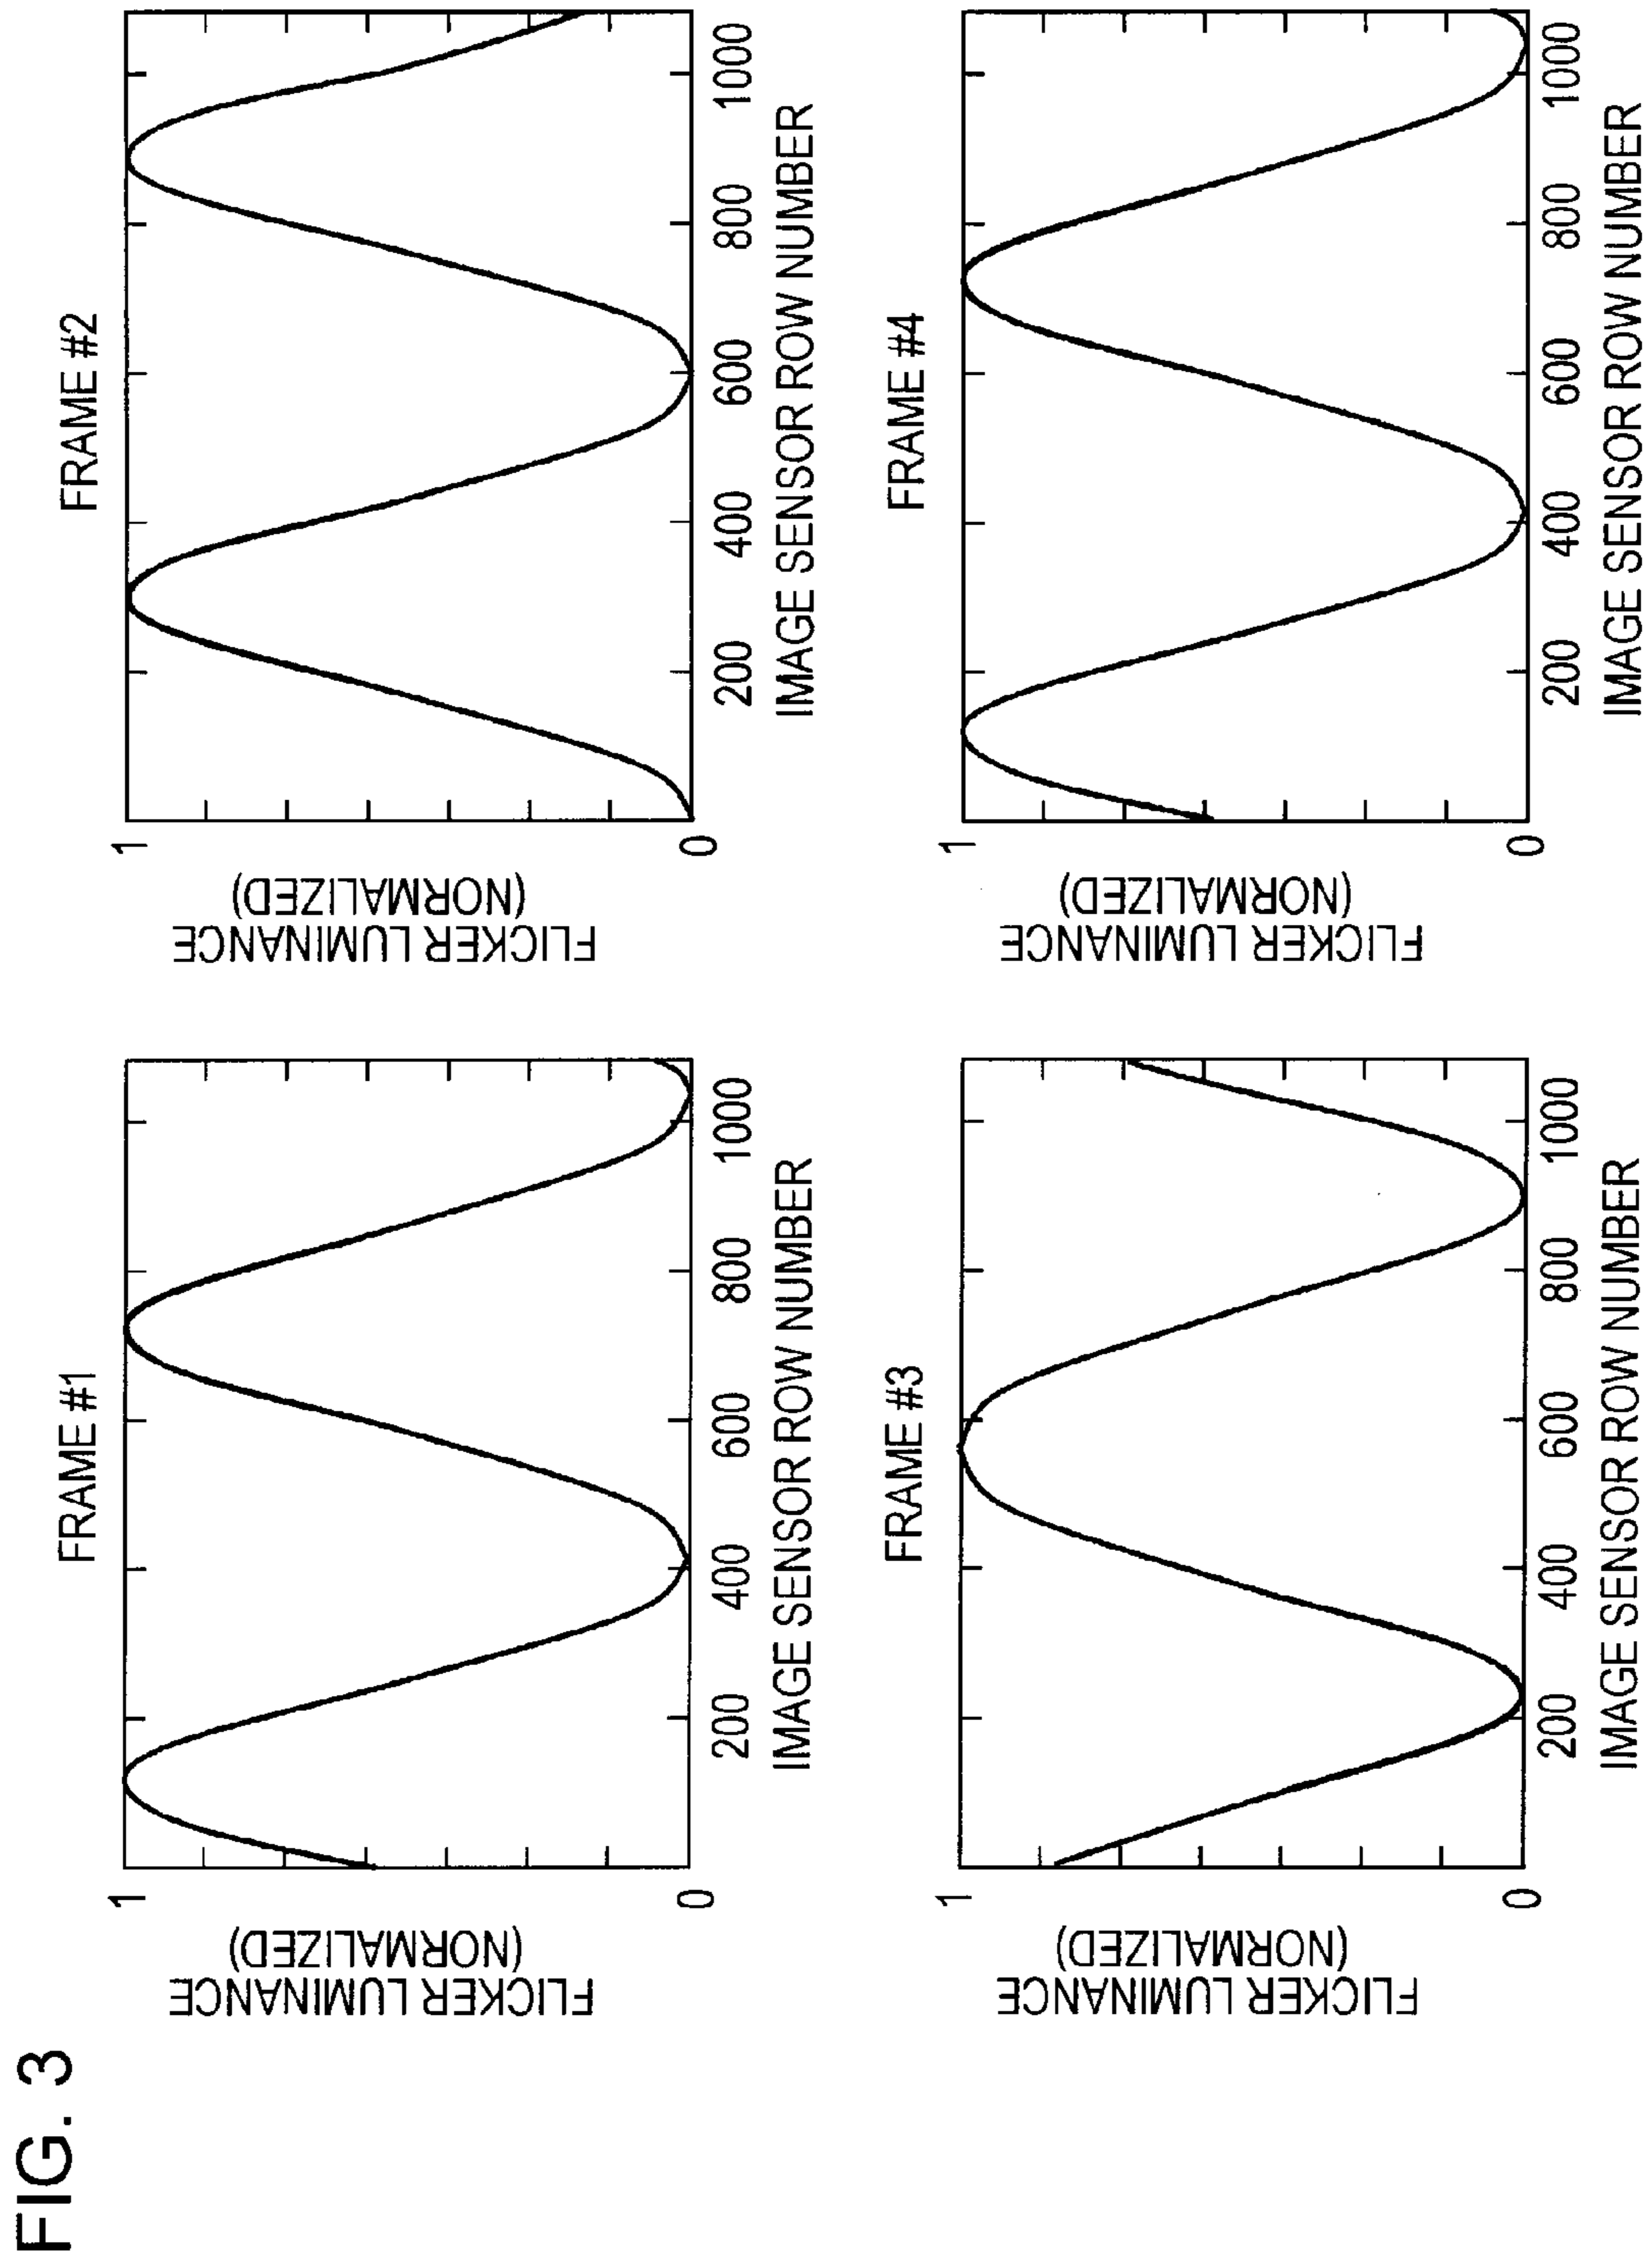 FIG. 3
FRAME #1
FLICKER LUMINANCE
(NORMALIZED)
1
0
200 400 600 800 1000
IMAGE SENSOR ROW NUMBER
FRAME #2
FLICKER LUMINANCE
(NORMALIZED)
1
0
200 400 600 800 1000
IMAGE SENSOR ROW NUMBER
FRAME #3
FLICKER LUMINANCE
(NORMALIZED)
1
0
200 400 600 800 1000
IMAGE SENSOR ROW NUMBER
FRAME #4
FLICKER LUMINANCE
(NORMALIZED)
1
0
200 400 600 800 1000
IMAGE SENSOR ROW NUMBER